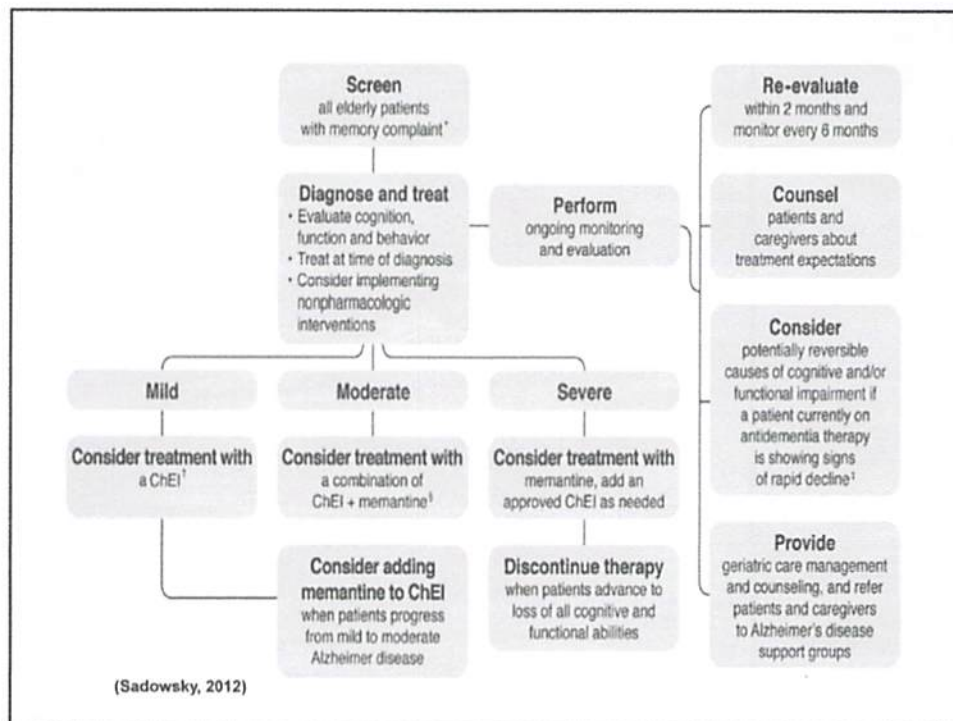 Screen
all elderly patients
with memory complaint*
Diagnose and treat
• Evaluate cognition,
function and behavior
• Treat at time of diagnosis
• Consider implementing
nonpharmacologic
interventions
Perform
ongoing monitoring
and evaluation
Re-evaluate
within 2 months and
monitor every 6 months
Counsel
patients and
caregivers about
treatment expectations
Consider
potentially reversible
causes of cognitive and/or
functional impairment if
a patient currently on
antidementia therapy
is showing signs
of rapid decline‡
Provide
geriatric care management
and counseling, and refer
patients and caregivers
to Alzheimer's disease
support groups
Mild
Consider treatment with
a ChEI†
Moderate
Consider treatment with
a combination of
ChEI + memantine§
Consider adding
memantine to ChEI
when patients progress
from mild to moderate
Alzheimer disease
Severe
Consider treatment with
memantine, add an
approved ChEI as needed
Discontinue therapy
when patients advance to
loss of all cognitive and
functional abilities
(Sadowsky, 2012)